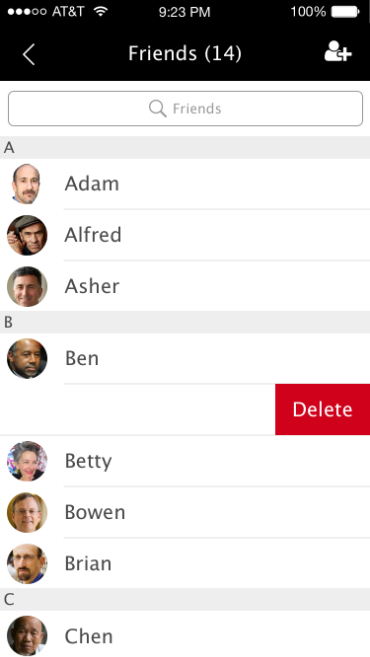 AT&T 9:23 PM 100%
Friends (14)
Friends
A
Adam
Alfred
Asher
B
Ben
Delete
Betty
Bowen
Brian
C
Chen